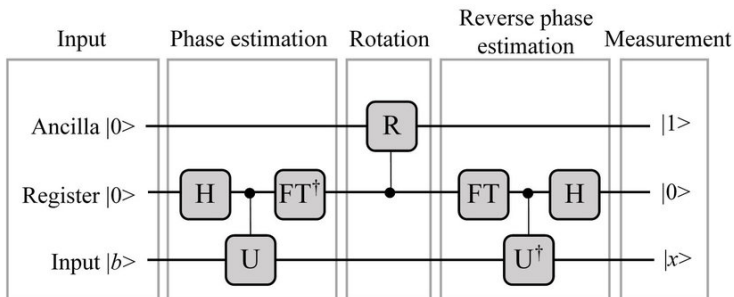 Input
Phase estimation
Rotation
Reverse phase
estimation
Measurement
Ancilla |0>
R
|1>
Register |0>
H
FT†
FT
H
|0>
Input |b>
U
U†
|x>